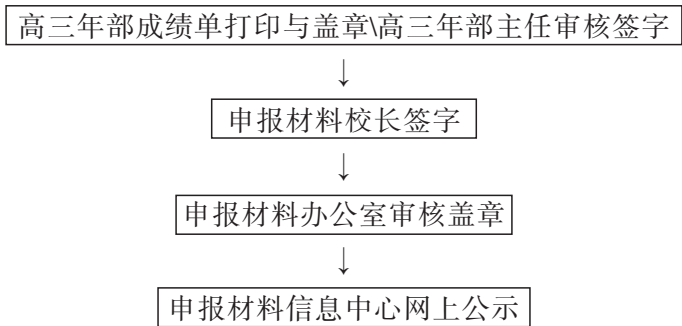 高三年部成绩单打印与盖章\高三年部主任审核签字
↓
申报材料校长签字
↓
申报材料办公室审核盖章
↓
申报材料信息中心网上公示